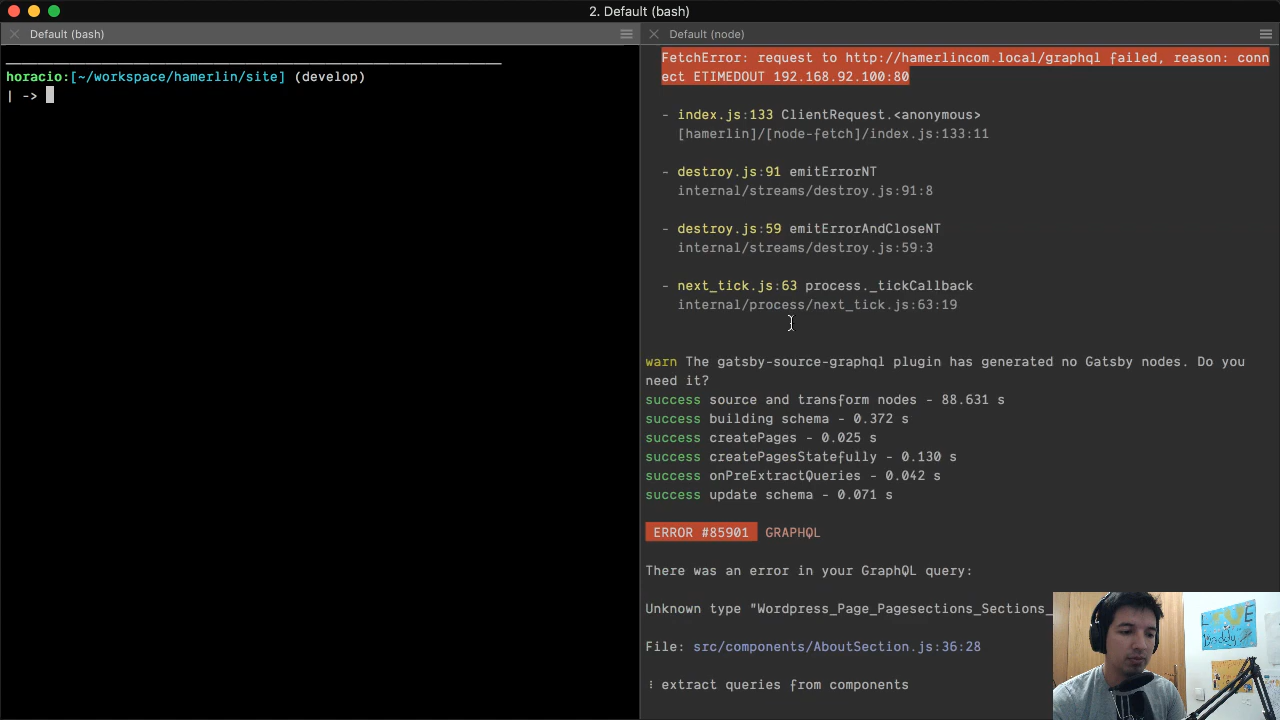 2. Default (bash)
Default (bash)
Default (node)
horacio:[~/workspace/hamerlin/site] (develop)
| ->
FetchError: request to http://hamerlincom.local/graphql failed, reason: conn
ect ETIMEDOUT 192.168.92.100:80
- index.js:133 ClientRequest.<anonymous>
[hamerlin]/[node-fetch]/index.js:133:11
- destroy.js:91 emitErrorNT
internal/streams/destroy.js:91:8
- destroy.js:59 emitErrorAndCloseNT
internal/streams/destroy.js:59:3
- next_tick.js:63 process._tickCallback
internal/process/next_tick.js:63:19
warn The gatsby-source-graphql plugin has generated no Gatsby nodes. Do you
need it?
success source and transform nodes - 88.631 s
success building schema - 0.372 s
success createPages - 0.025 s
success createPagesStatefully - 0.130 s
success onPreExtractQueries - 0.042 s
success update schema - 0.071 s
ERROR #85901 GRAPHQL
There was an error in your GraphQL query:
Unknown type "Wordpress_Page_Pagesections_Sections_
File: src/components/AboutSection.js:36:28
⠸ extract queries from components